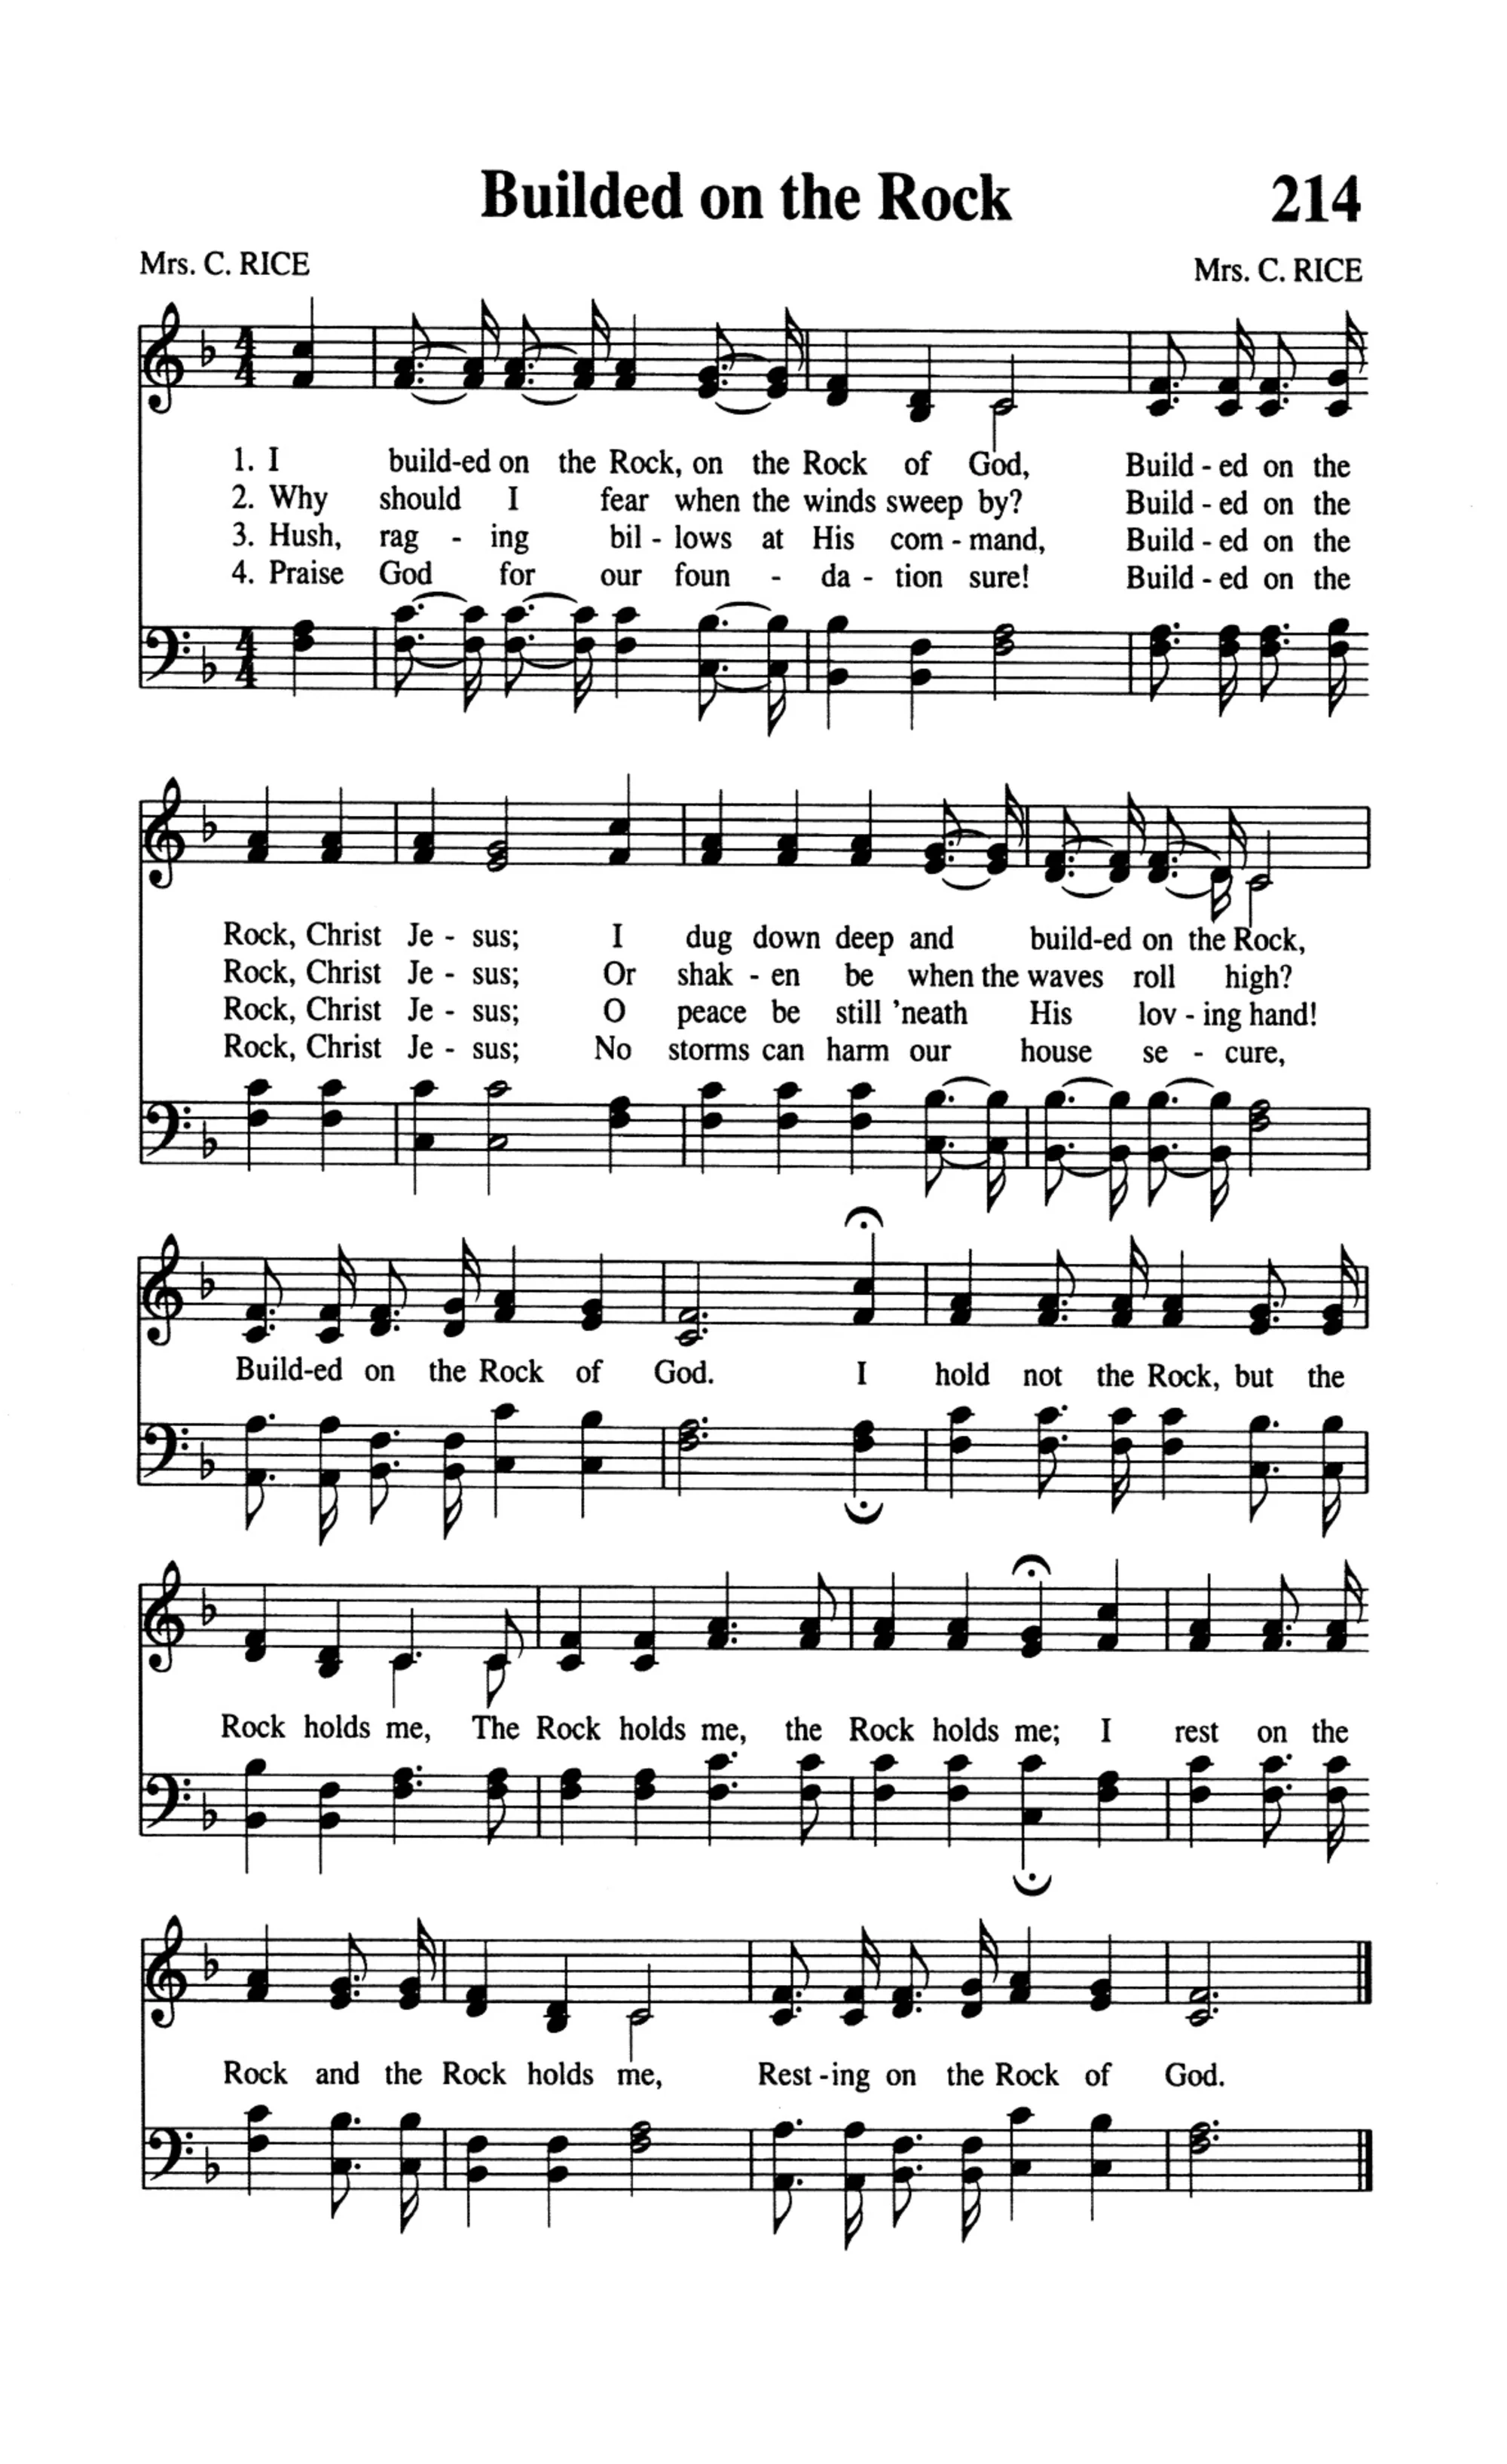 Builded on the Rock 214
Mrs. C. RICE Mrs. C. RICE
1. I build-ed on the Rock, on the Rock of God, Build - ed on the
2. Why should I fear when the winds sweep by? Build - ed on the
3. Hush, rag - ing bil - lows at His com - mand, Build - ed on the
4. Praise God for our foun - da - tion sure! Build - ed on the
Rock, Christ Je - sus; I dug down deep and build-ed on the Rock,
Rock, Christ Je - sus; Or shak - en be when the waves roll high?
Rock, Christ Je - sus; O peace be still 'neath His lov - ing hand!
Rock, Christ Je - sus; No storms can harm our house se - cure,
Build-ed on the Rock of God. I hold not the Rock, but the
Rock holds me, The Rock holds me, the Rock holds me; I rest on the
Rock and the Rock holds me, Rest - ing on the Rock of God.